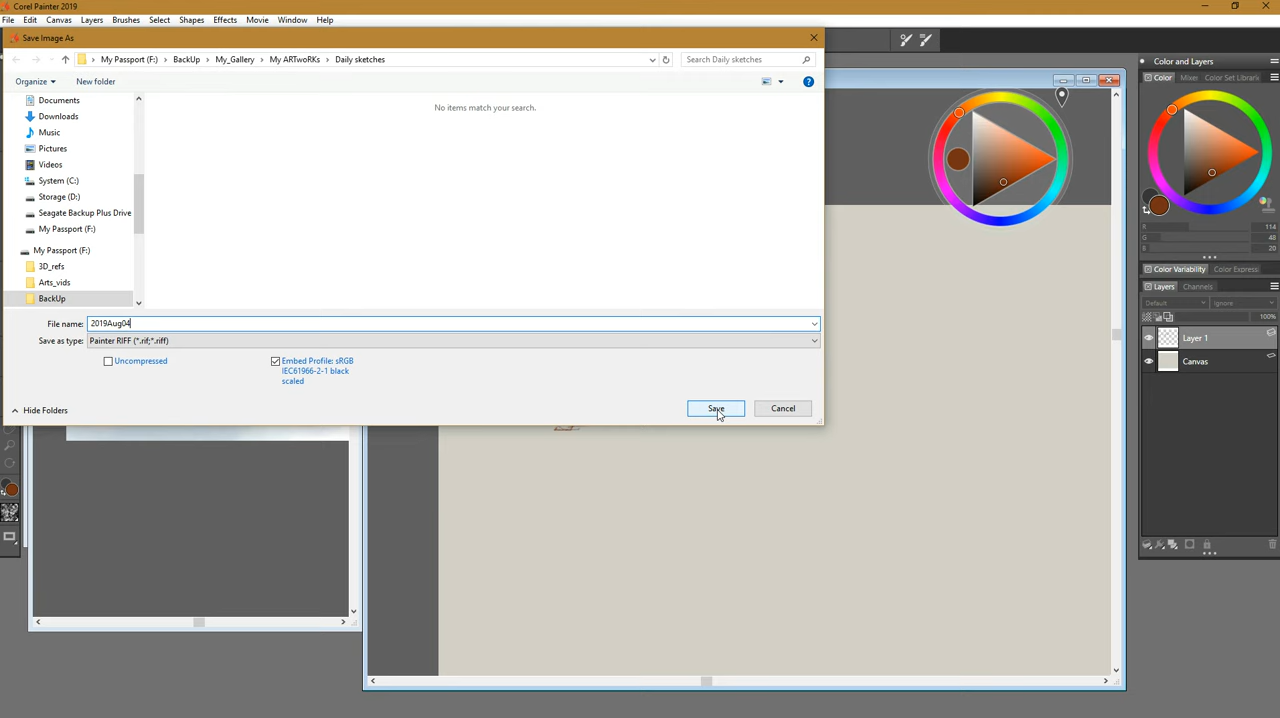 Corel Painter 2019
File Edit Canvas Layers Brushes Select Shapes Effects Movie Window Help
Save Image As
My Passport (F:) > BackUp > My_Gallery > My ARTwoRKs > Daily sketches
Search Daily sketches
Organize
New folder
Documents
Downloads
Music
Pictures
Videos
System (C:)
Storage (D:)
Seagate Backup Plus Drive
My Passport (F:)
My Passport (F:)
3D_refs
Arts_vids
BackUp
No items match your search.
File name: 2019Aug04
Save as type: Painter RIFF (*.rif;*.riff)
Uncompressed
Embed Profile: sRGB
IEC61966-2-1 black
scaled
Hide Folders
Save
Cancel
Color and Layers
Color Mixer Color Set Librari
R 114
G 48
B 20
Color Variability Color Express
Layers Channels
Default Ignore
100%
Layer 1
Canvas